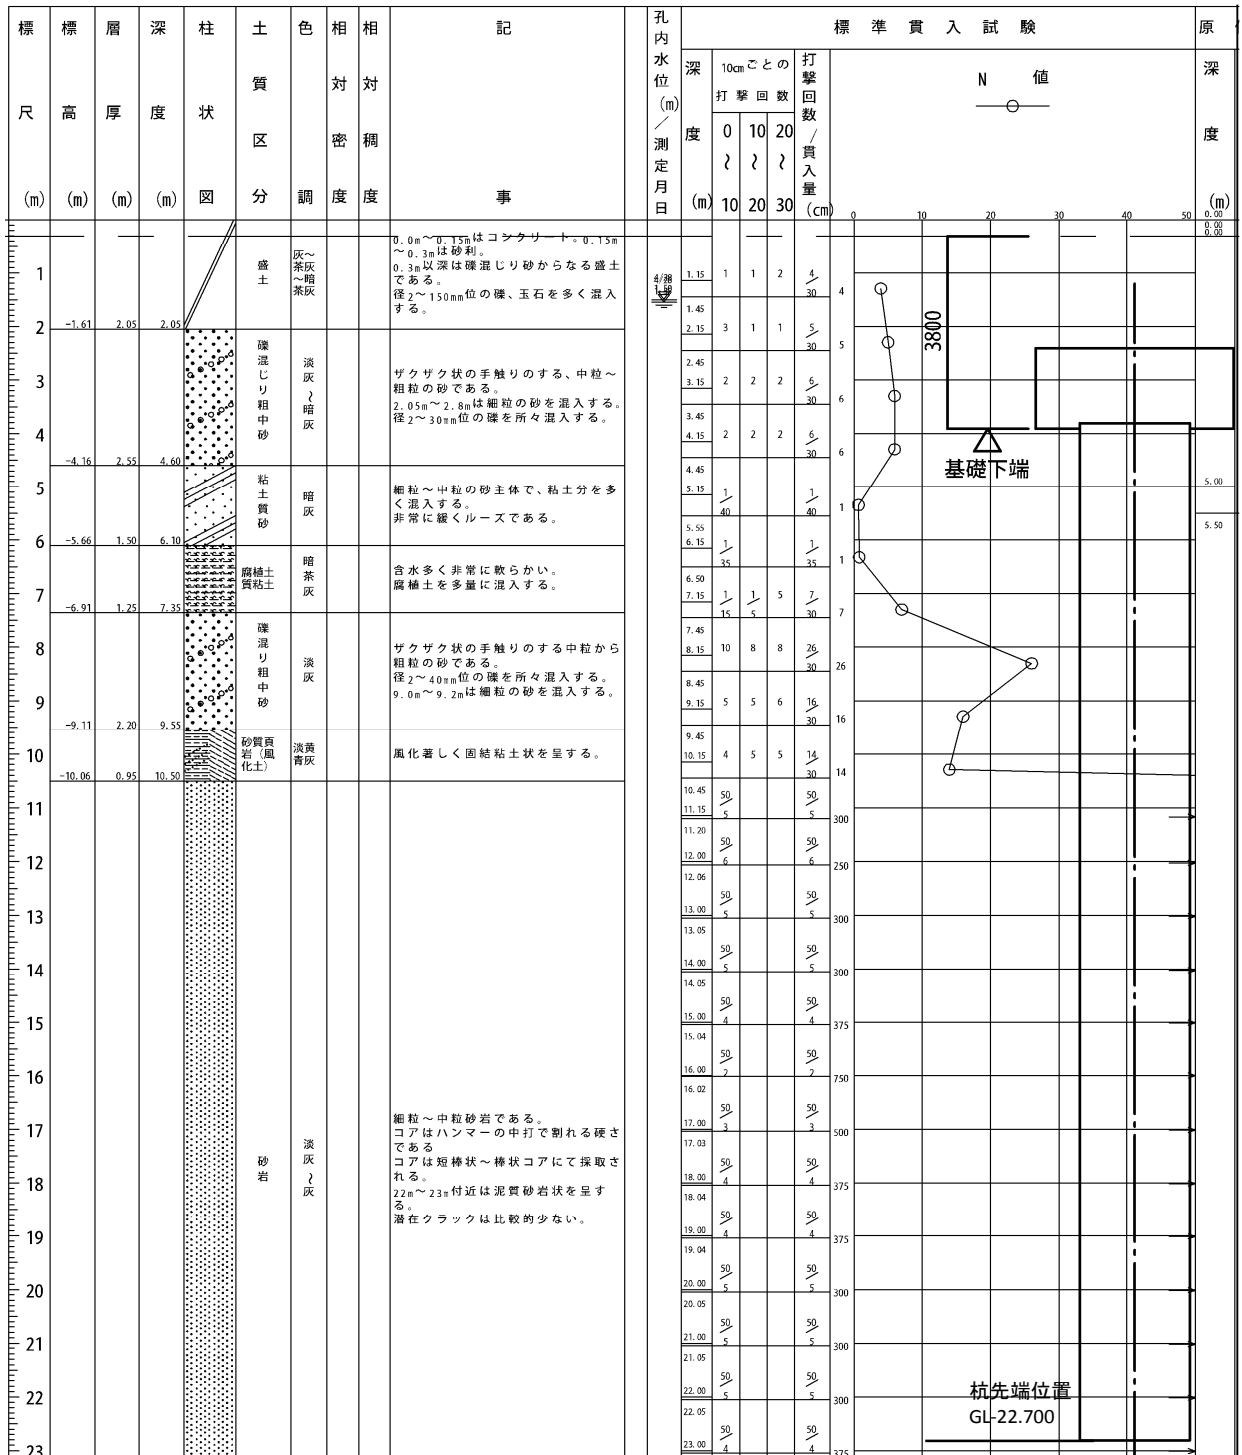 標尺(m)
標高(m)
層厚(m)
深度(m)
柱状図
土質区分
色調
相対密度
相対稠度
記事
孔内水位(m)／測定月日
標準貫入試験
深度(m)
10cmごとの
打撃回数
0～10
10～20
20～30
打撃回数／貫入量(cm)
N 値
0 10 20 30 40 50
原
深度(m)
0.00
0.00
0.00
1
2
3
4
5
6
7
8
9
10
11
12
13
14
15
16
17
18
19
20
21
22
23
-1.61 2.05 2.05
盛土
灰～
茶灰
～暗
茶灰
0.0m～0.15mはコンクリート。0.15m
～0.3mは砂利。
0.3m以深は礫混じり砂からなる盛土
である。
径2～150mm位の礫、玉石を多く混入
する。
-4.16 2.55 4.60
礫混じり粗中砂
淡灰～暗灰
ザクザク状の手触りのする、中粒～
粗粒の砂である。
2.05m～2.8mは細粒の砂を混入する。
径2～30mm位の礫を所々混入する。
-5.66 1.50 6.10
粘土質砂
暗灰
細粒～中粒の砂主体で、粘土分を多
く混入する。
非常に緩くルーズである。
-6.91 1.25 7.35
腐植土
質粘土
暗茶灰
含水多く非常に軟らかい。
腐植土を多量に混入する。
-9.11 2.20 9.55
礫混り粗中砂
淡灰
ザクザク状の手触りのする中粒から
粗粒の砂である。
径2～40mm位の礫を所々混入する。
9.0m～9.2mは細粒の砂を混入する。
-10.06 0.95 10.50
砂質頁
岩（風
化土）
淡黄
青灰
風化著しく固結粘土状を呈する。
砂岩
淡灰～灰
細粒～中粒砂岩である。
コアはハンマーの中打で割れる硬さ
である
コアは短棒状～棒状コアにて採取さ
れる。
22m～23m付近は泥質砂岩状を呈す
る。
潜在クラックは比較的少ない。
1.15 1 1 2 4/30 4
1.45
2.15 3 1 1 5/30 5
2.45
3.15 2 2 2 6/30 6
3.45
4.15 2 2 2 6/30 6
4.45
5.15 1/40 1/40 1
5.55
6.15 1/35 1/35 1
6.50
7.15 1/15 1/5 5 7/30 7
7.45
8.15 10 8 8 26/30 26
8.45
9.15 5 5 6 16/30 16
9.45
10.15 4 5 5 14/30 14
10.45
11.15 50/5 50/5 300
11.20
12.00 50/6 50/6 250
12.06
13.00 50/5 50/5 300
13.05
14.00 50/5 50/5 300
14.05
15.00 50/4 50/4 375
15.04
16.00 50/2 50/2 750
16.02
17.00 50/3 50/3 500
17.03
18.00 50/4 50/4 375
18.04
19.00 50/4 50/4 375
19.04
20.00 50/5 50/5 300
20.05
21.00 50/5 50/5 300
21.05
22.00 50/5 50/5 300
22.05
23.00 50/4 50/4 375
3800
基礎下端
5.00
5.50
杭先端位置
GL-22.700